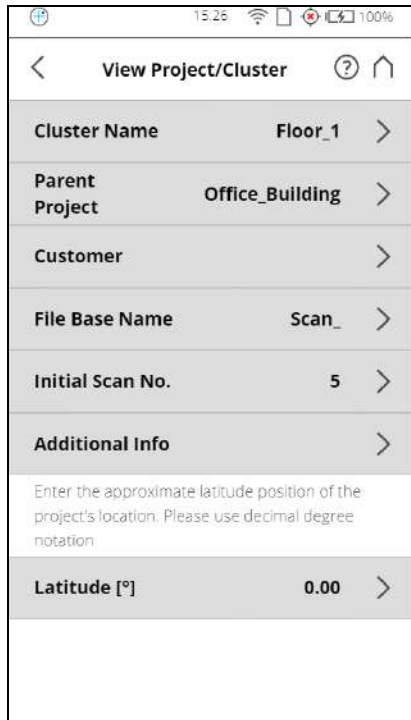 15:26 100%
View Project/Cluster ?
Cluster Name Floor_1
Parent
Project Office_Building
Customer
File Base Name Scan_
Initial Scan No. 5
Additional Info
Enter the approximate latitude position of the
project's location. Please use decimal degree
notation
Latitude [°] 0.00